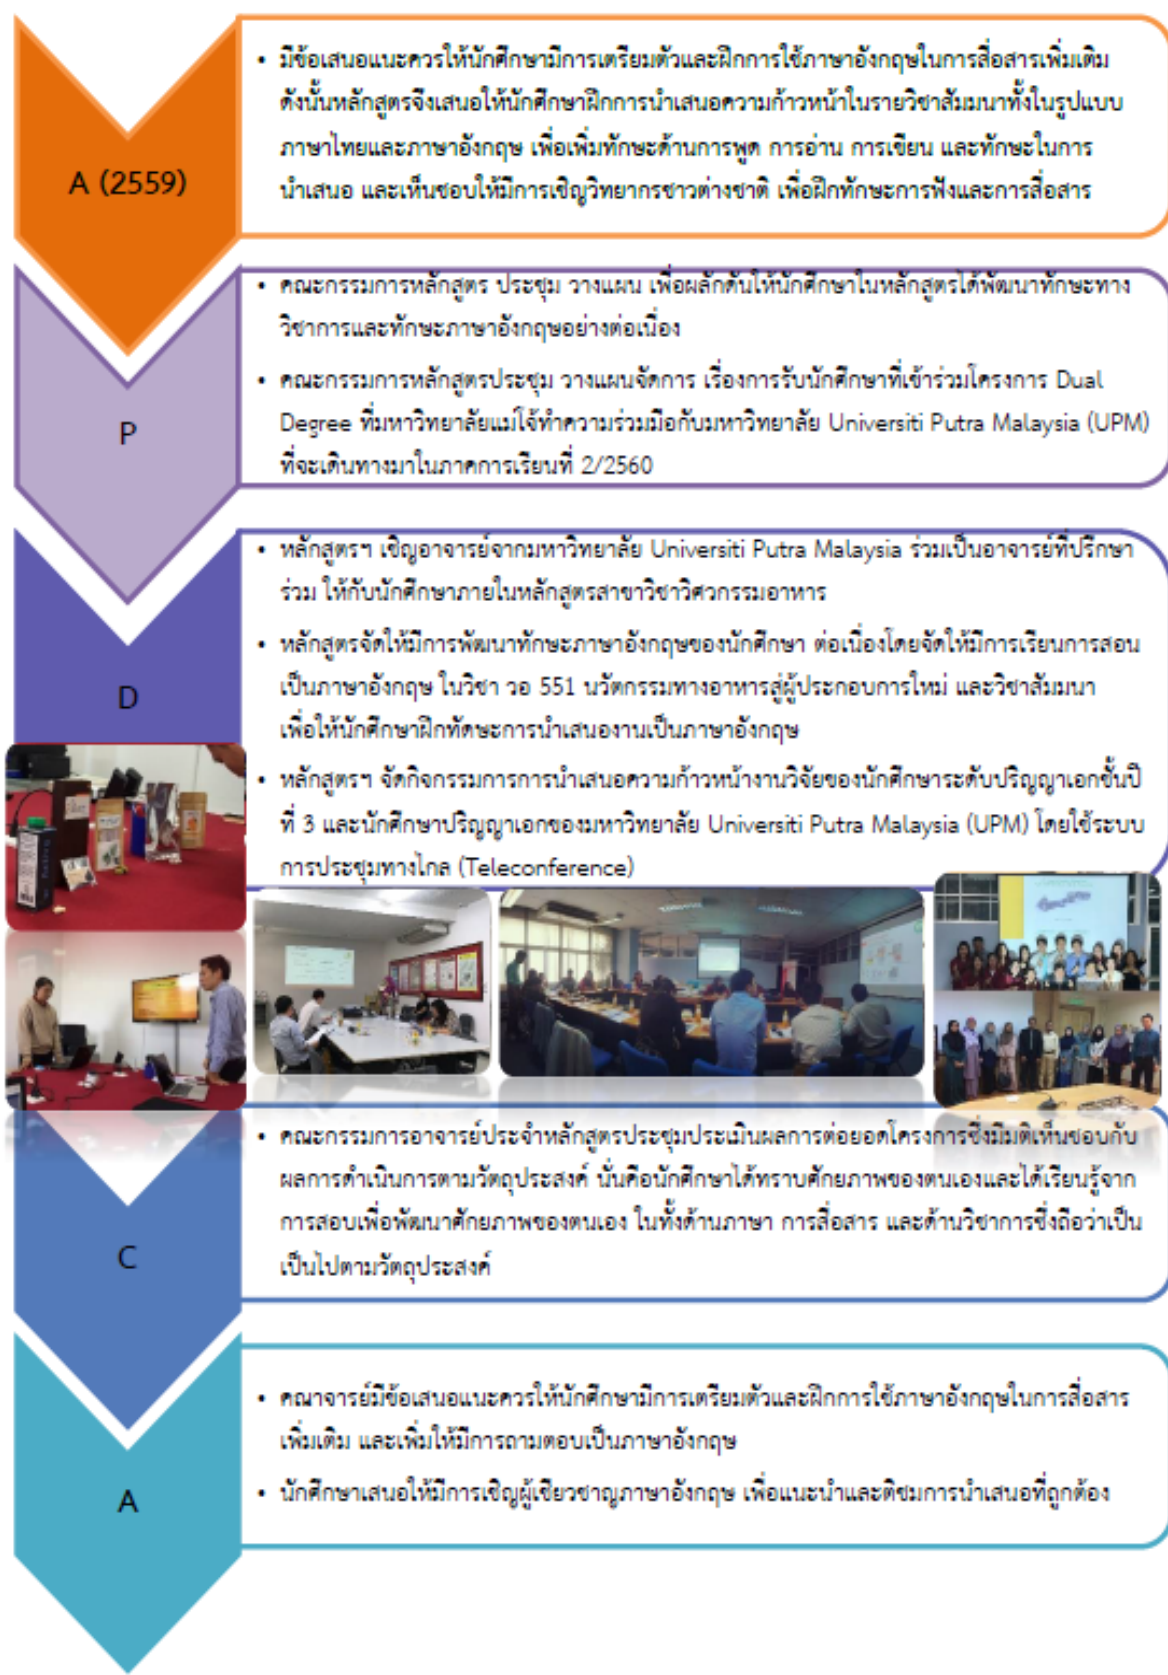 A (2559)
• มีข้อเสนอแนะควรให้นักศึกษามีการเตรียมตัวและฝึกการใช้ภาษาอังกฤษในการสื่อสารเพิ่มเติม
ดังนั้นหลักสูตรจึงเสนอให้นักศึกษาฝึกการนำเสนอความก้าวหน้าในรายวิชาสัมมนาทั้งในรูปแบบ
ภาษาไทยและภาษาอังกฤษ เพื่อเพิ่มทักษะด้านการพูด การอ่าน การเขียน และทักษะในการ
นำเสนอ และเห็นชอบให้มีการเชิญวิทยากรชาวต่างชาติ เพื่อฝึกทักษะการฟังและการสื่อสาร
P
• คณะกรรมการหลักสูตร ประชุม วางแผน เพื่อผลักดันให้นักศึกษาในหลักสูตรได้พัฒนาทักษะทาง
วิชาการและทักษะภาษาอังกฤษอย่างต่อเนื่อง
• คณะกรรมการหลักสูตรประชุม วางแผนจัดการ เรื่องการรับนักศึกษาที่เข้าร่วมโครงการ Dual
Degree ที่มหาวิทยาลัยแม่โจ้ทำความร่วมมือกับมหาวิทยาลัย Universiti Putra Malaysia (UPM)
ที่จะเดินทางมาในภาคการเรียนที่ 2/2560
D
• หลักสูตรฯ เชิญอาจารย์จากมหาวิทยาลัย Universiti Putra Malaysia ร่วมเป็นอาจารย์ที่ปรึกษา
ร่วม ให้กับนักศึกษาภายในหลักสูตรสาขาวิชาวิศวกรรมอาหาร
• หลักสูตรจัดให้มีการพัฒนาทักษะภาษาอังกฤษของนักศึกษา ต่อเนื่องโดยจัดให้มีการเรียนการสอน
เป็นภาษาอังกฤษ ในวิชา วอ 551 นวัตกรรมทางอาหารสู่ผู้ประกอบการใหม่ และวิชาสัมมนา
เพื่อให้นักศึกษาฝึกทัดษะการนำเสนองานเป็นภาษาอังกฤษ
• หลักสูตรฯ จัดกิจกรรมการการนำเสนอความก้าวหน้างานวิจัยของนักศึกษาระดับปริญญาเอกชั้นปี
ที่ 3 และนักศึกษาปริญญาเอกของมหาวิทยาลัย Universiti Putra Malaysia (UPM) โดยใช้ระบบ
การประชุมทางไกล (Teleconference)
C
• คณะกรรมการอาจารย์ประจำหลักสูตรประชุมประเมินผลการต่อยอดโครงการซึ่งมีมติเห็นชอบกับ
ผลการดำเนินการตามวัตถุประสงค์ นั่นคือนักศึกษาได้ทราบศักยภาพของตนเองและได้เรียนรู้จาก
การสอบเพื่อพัฒนาศักยภาพของตนเอง ในทั้งด้านภาษา การสื่อสาร และด้านวิชาการซึ่งถือว่าเป็น
เป็นไปตามวัตถุประสงค์
A
• คณาจารย์มีข้อเสนอแนะควรให้นักศึกษามีการเตรียมตัวและฝึกการใช้ภาษาอังกฤษในการสื่อสาร
เพิ่มเติม และเพิ่มให้มีการถามตอบเป็นภาษาอังกฤษ
• นักศึกษาเสนอให้มีการเชิญผู้เชี่ยวชาญภาษาอังกฤษ เพื่อแนะนำและติชมการนำเสนอที่ถูกต้อง